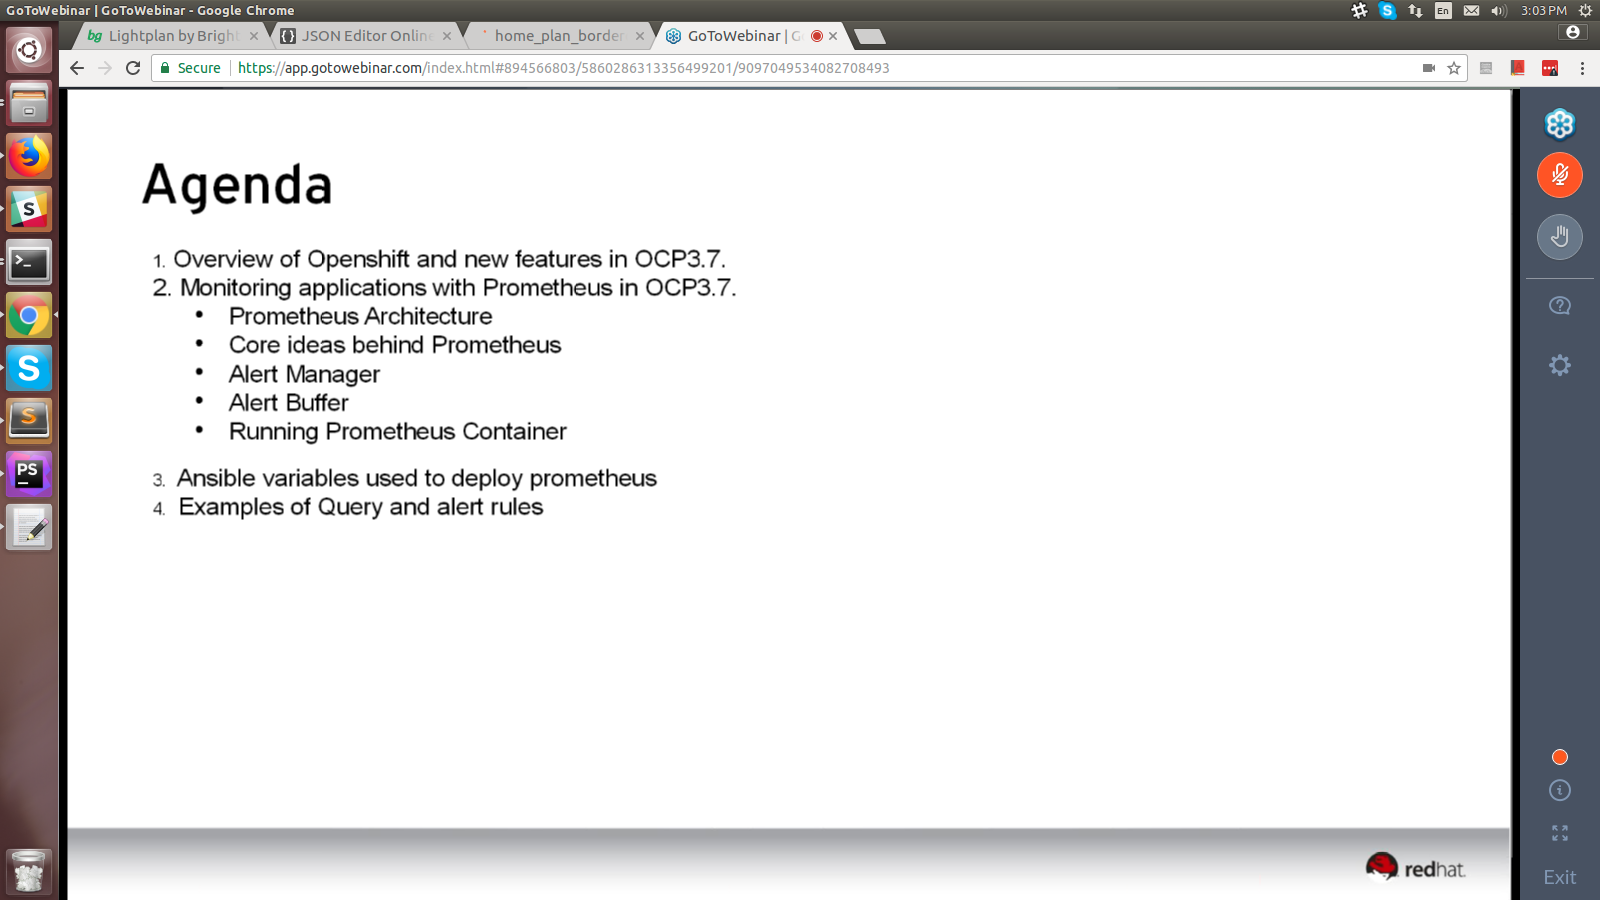 GoToWebinar | GoToWebinar - Google Chrome
En
3:03 PM
bg Lightplan by Brigh
JSON Editor Online
home_plan_border
GoToWebinar | G
Secure
https://app.gotowebinar.com/index.html#894566803/5860286313356499201/9097049534082708493
Agenda
1. Overview of Openshift and new features in OCP3.7.
2. Monitoring applications with Prometheus in OCP3.7.
• Prometheus Architecture
• Core ideas behind Prometheus
• Alert Manager
• Alert Buffer
• Running Prometheus Container
3. Ansible variables used to deploy prometheus
4. Examples of Query and alert rules
redhat.
Exit
PS